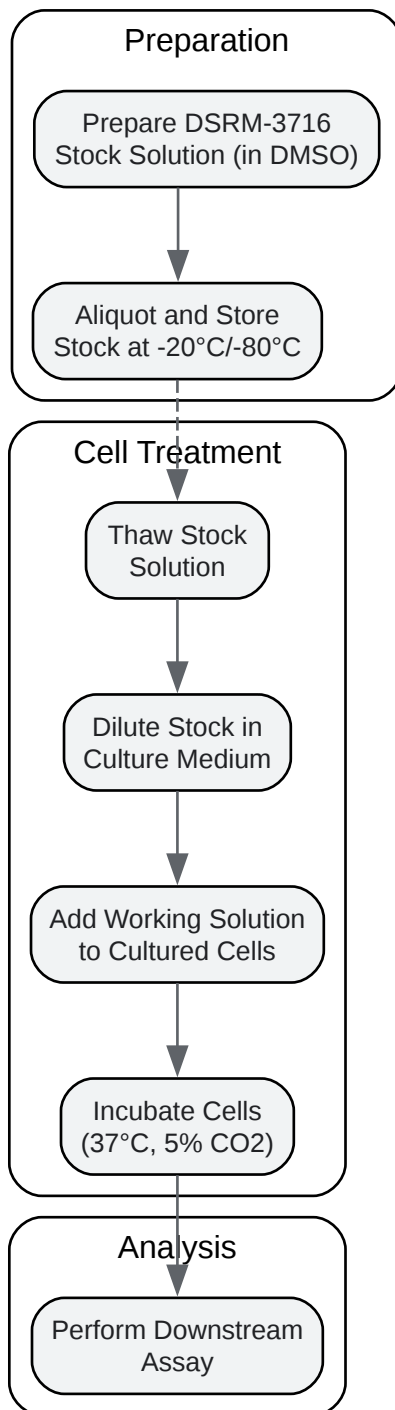 Preparation
Prepare DSRM-3716
Stock Solution (in DMSO)
Aliquot and Store
Stock at -20°C/-80°C
Cell Treatment
Thaw Stock
Solution
Dilute Stock in
Culture Medium
Add Working Solution
to Cultured Cells
Incubate Cells
(37°C, 5% CO2)
Analysis
Perform Downstream
Assay